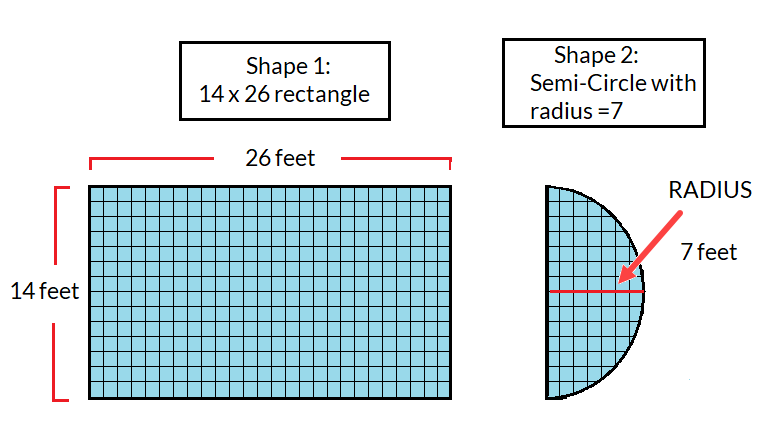 Shape 1:
14 x 26 rectangle
Shape 2:
Semi-Circle with
radius =7
26 feet
RADIUS
7 feet
14 feet